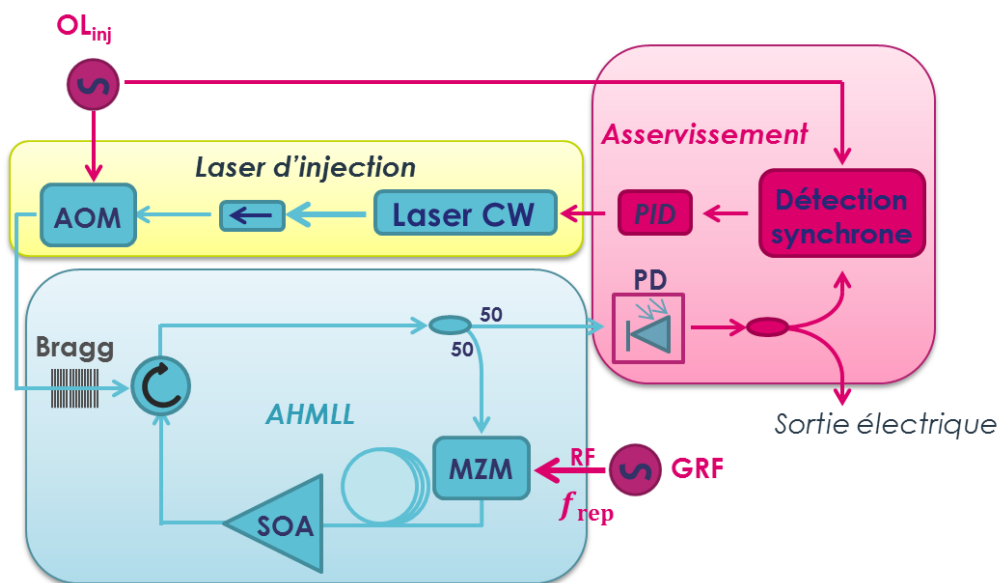 OLinj
Asservissement
Laser d’injection
AOM
Laser CW
PID
Détection
synchrone
PD
50
50
Bragg
AHMLL
Sortie électrique
MZM
RF
GRF
frep
SOA